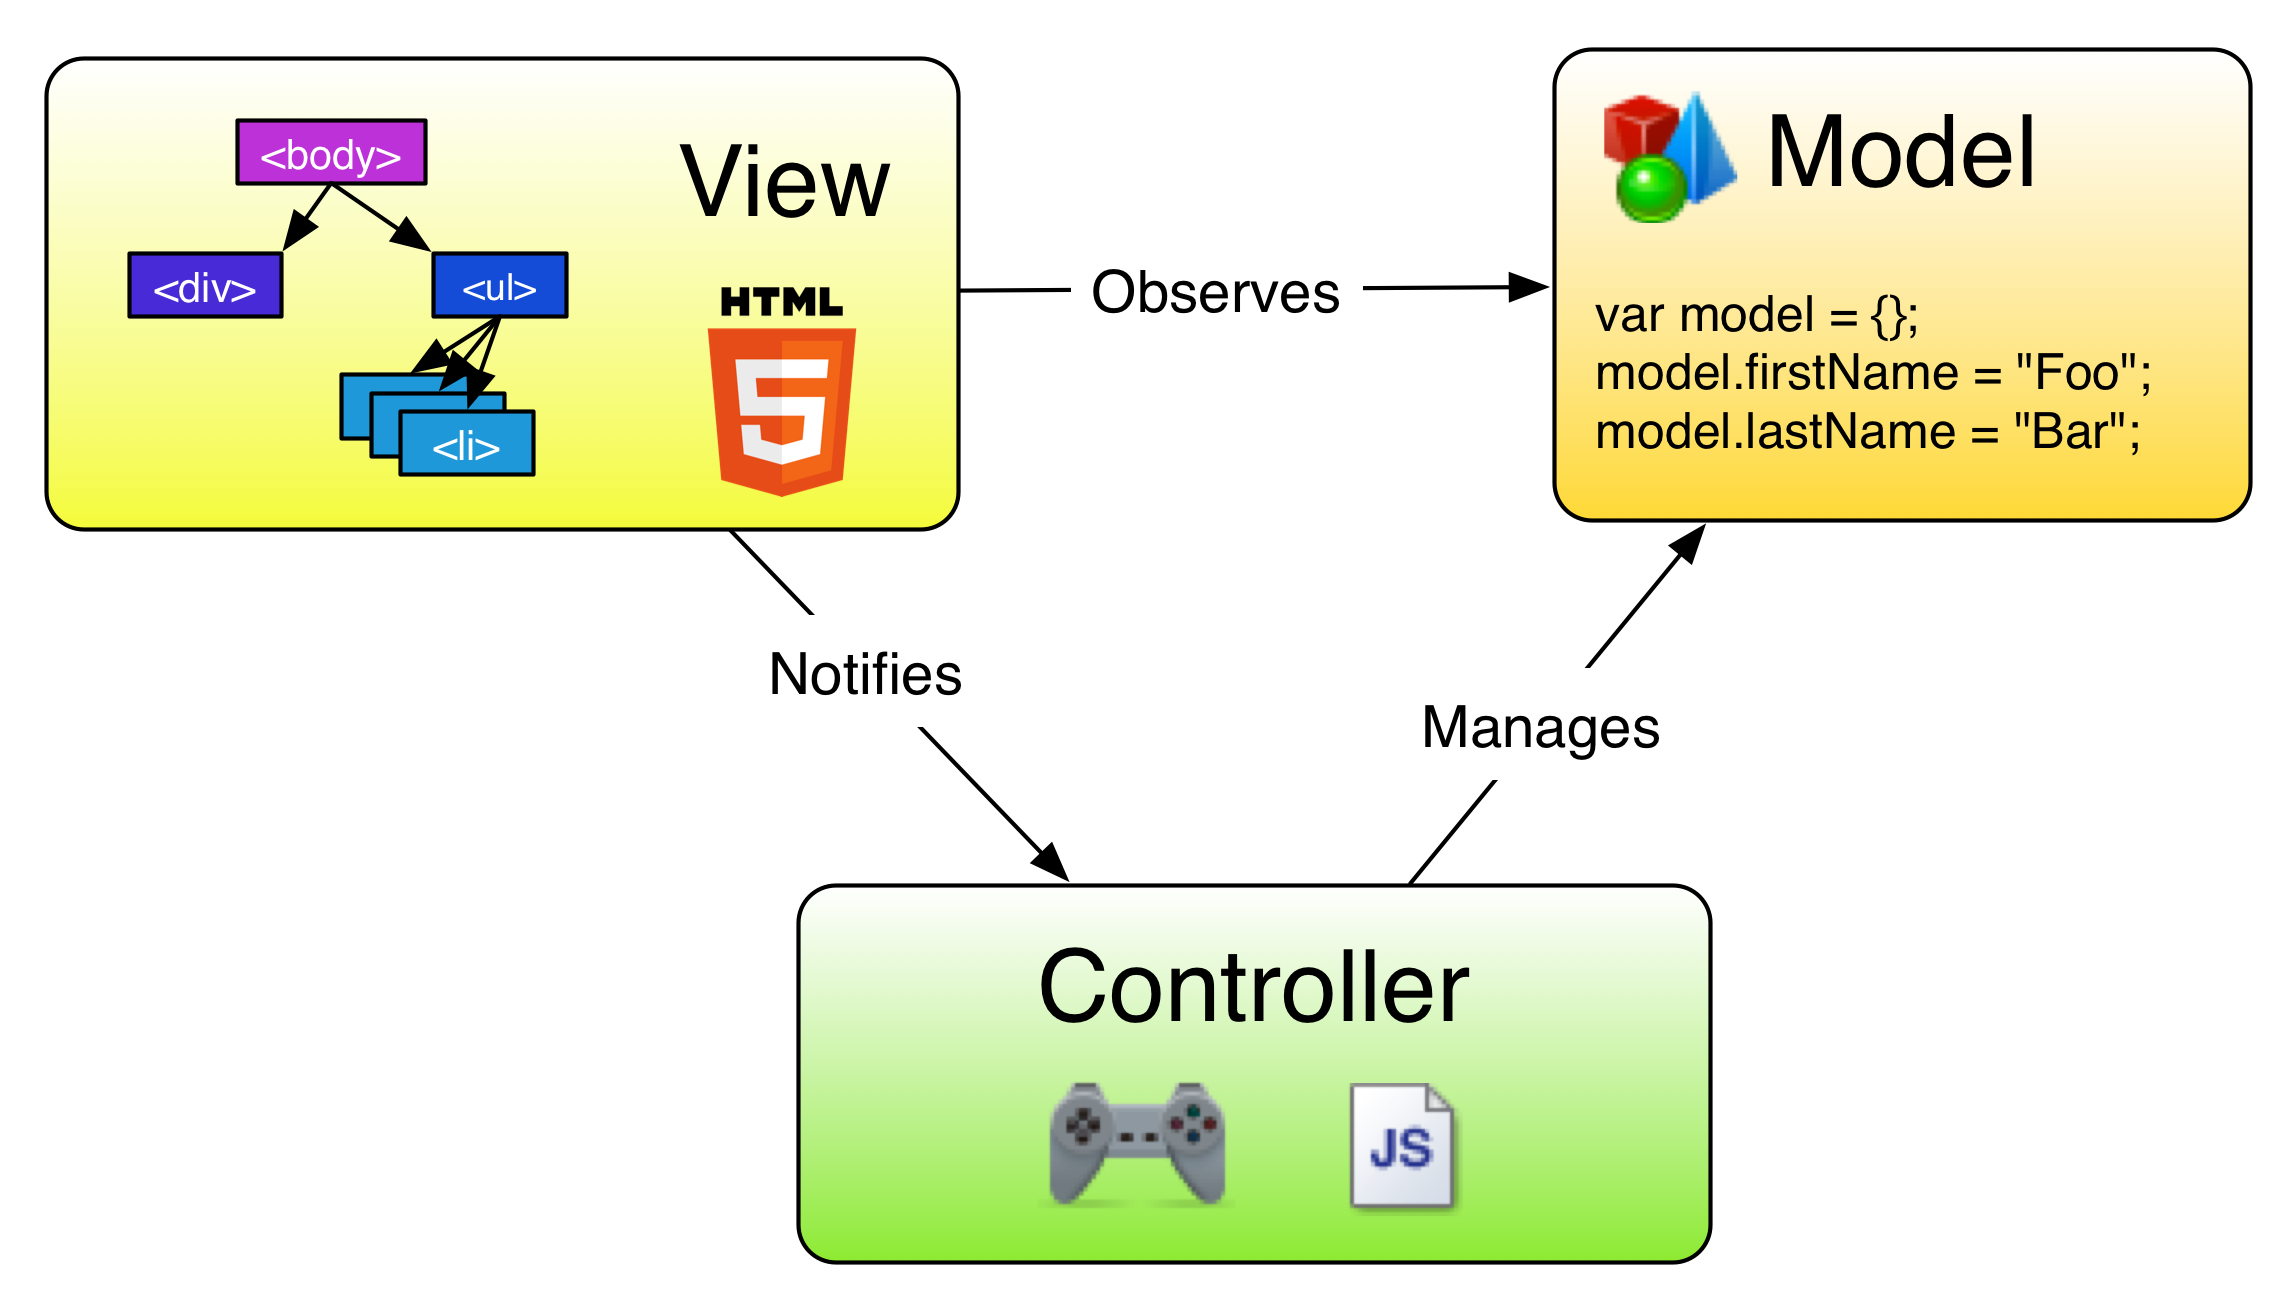 View
<body>
<div>
<ul>
<li>
HTML
5
Observes
Model
var model = {};
model.firstName = "Foo";
model.lastName = "Bar";
Notifies
Manages
Controller
JS